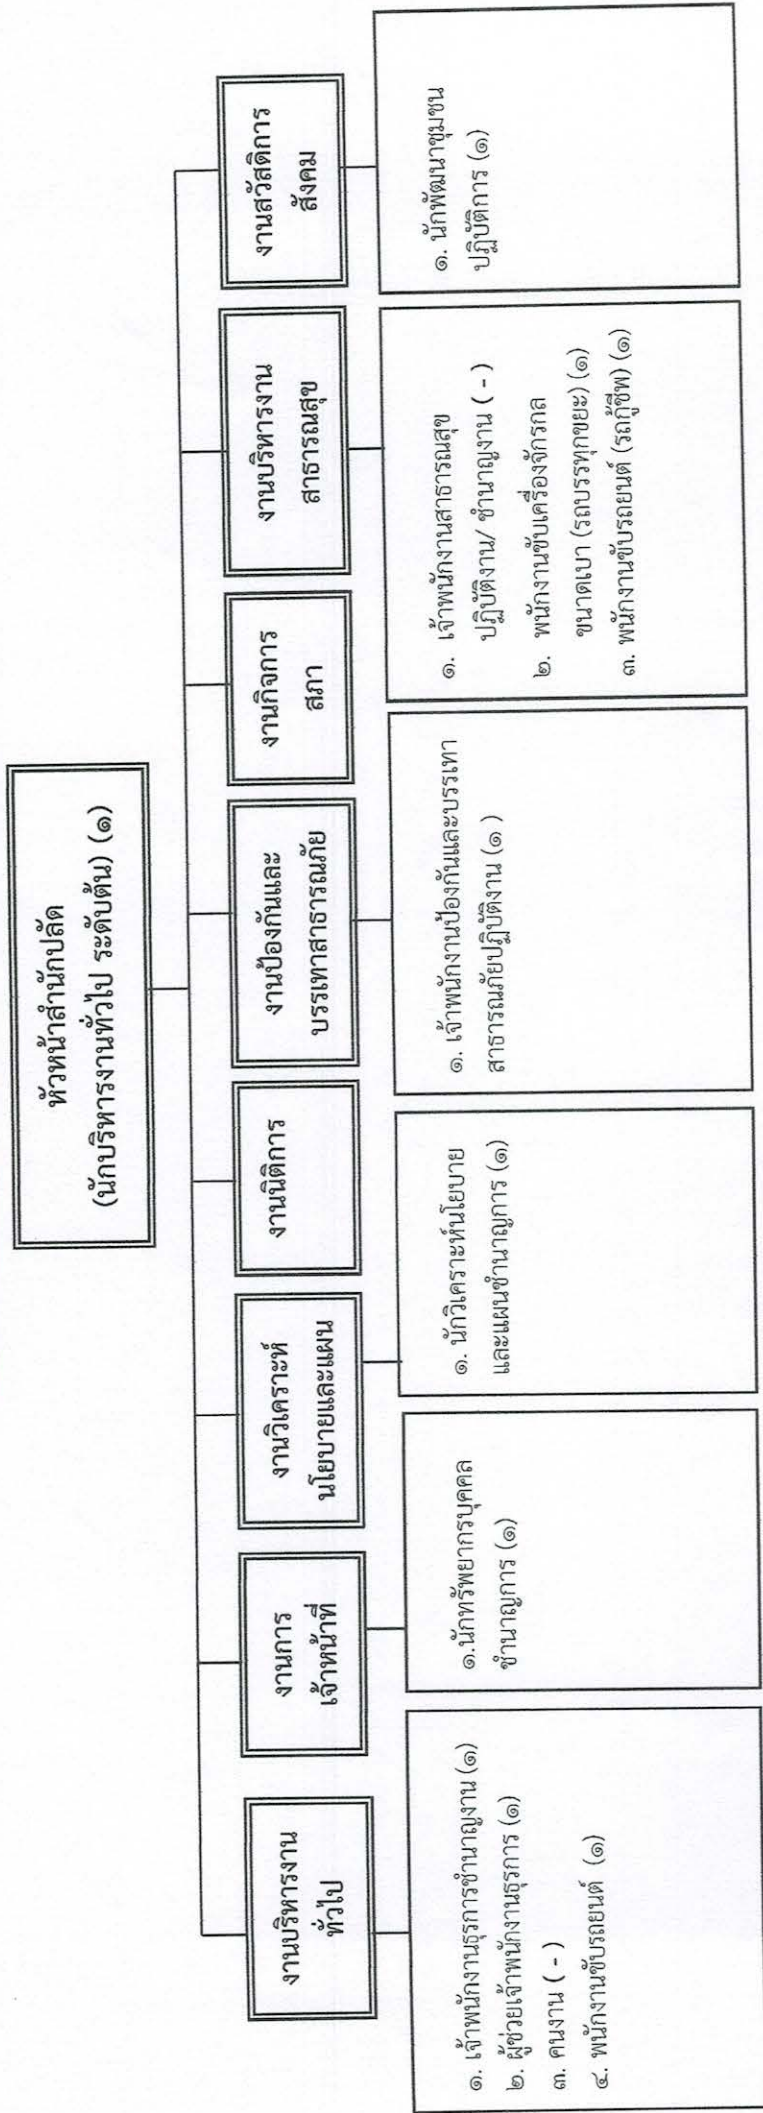 หัวหน้าสำนักปลัด
(นักบริหารงานทั่วไป ระดับต้น) (๑)
งานบริหารงาน
ทั่วไป
งานการ
เจ้าหน้าที่
งานวิเคราะห์
นโยบายและแผน
งานนิติการ
งานป้องกันและ
บรรเทาสาธารณภัย
งานกิจการ
สภา
งานบริหารงาน
สาธารณสุข
งานสวัสดิการ
สังคม
๑. เจ้าพนักงานธุรการชำนาญงาน (๑)
๒. ผู้ช่วยเจ้าพนักงานธุรการ (๑)
๓. คนงาน ( - )
๔. พนักงานขับรถยนต์ (๑)
๑.นักทรัพยากรบุคคล
ชำนาญการ (๑)
๑. นักวิเคราะห์นโยบาย
และแผนชำนาญการ (๑)
๑. เจ้าพนักงานป้องกันและบรรเทา
สาธารณภัยปฏิบัติงาน (๑ )
๑. เจ้าพนักงานสาธารณสุข
ปฏิบัติงาน/ ชำนาญงาน ( - )
๒. พนักงานขับเครื่องจักรกล
ขนาดเบา (รถบรรทุกขยะ) (๑)
๓. พนักงานขับรถยนต์ (รถกู้ชีพ) (๑)
๑. นักพัฒนาชุมชน
ปฏิบัติการ (๑)